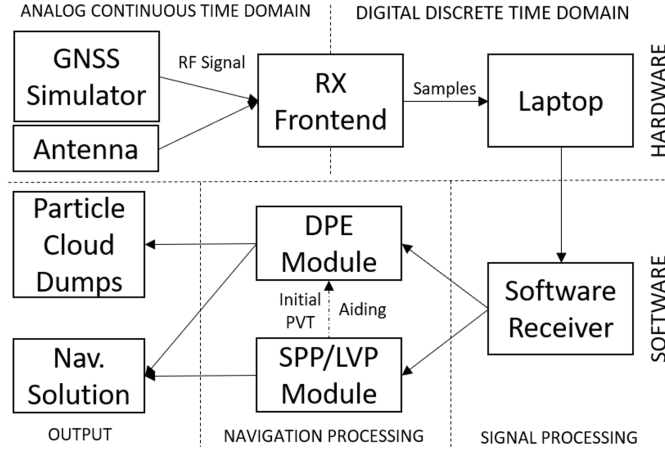 ANALOG CONTINUOUS TIME DOMAIN
DIGITAL DISCRETE TIME DOMAIN
GNSS
Simulator
RF Signal
RX
Frontend
Samples
Laptop
HARDWARE
Antenna
Particle
Cloud
Dumps
DPE
Module
Initial
PVT
Aiding
Software
Receiver
SOFTWARE
Nav.
Solution
SPP/LVP
Module
OUTPUT
NAVIGATION PROCESSING
SIGNAL PROCESSING